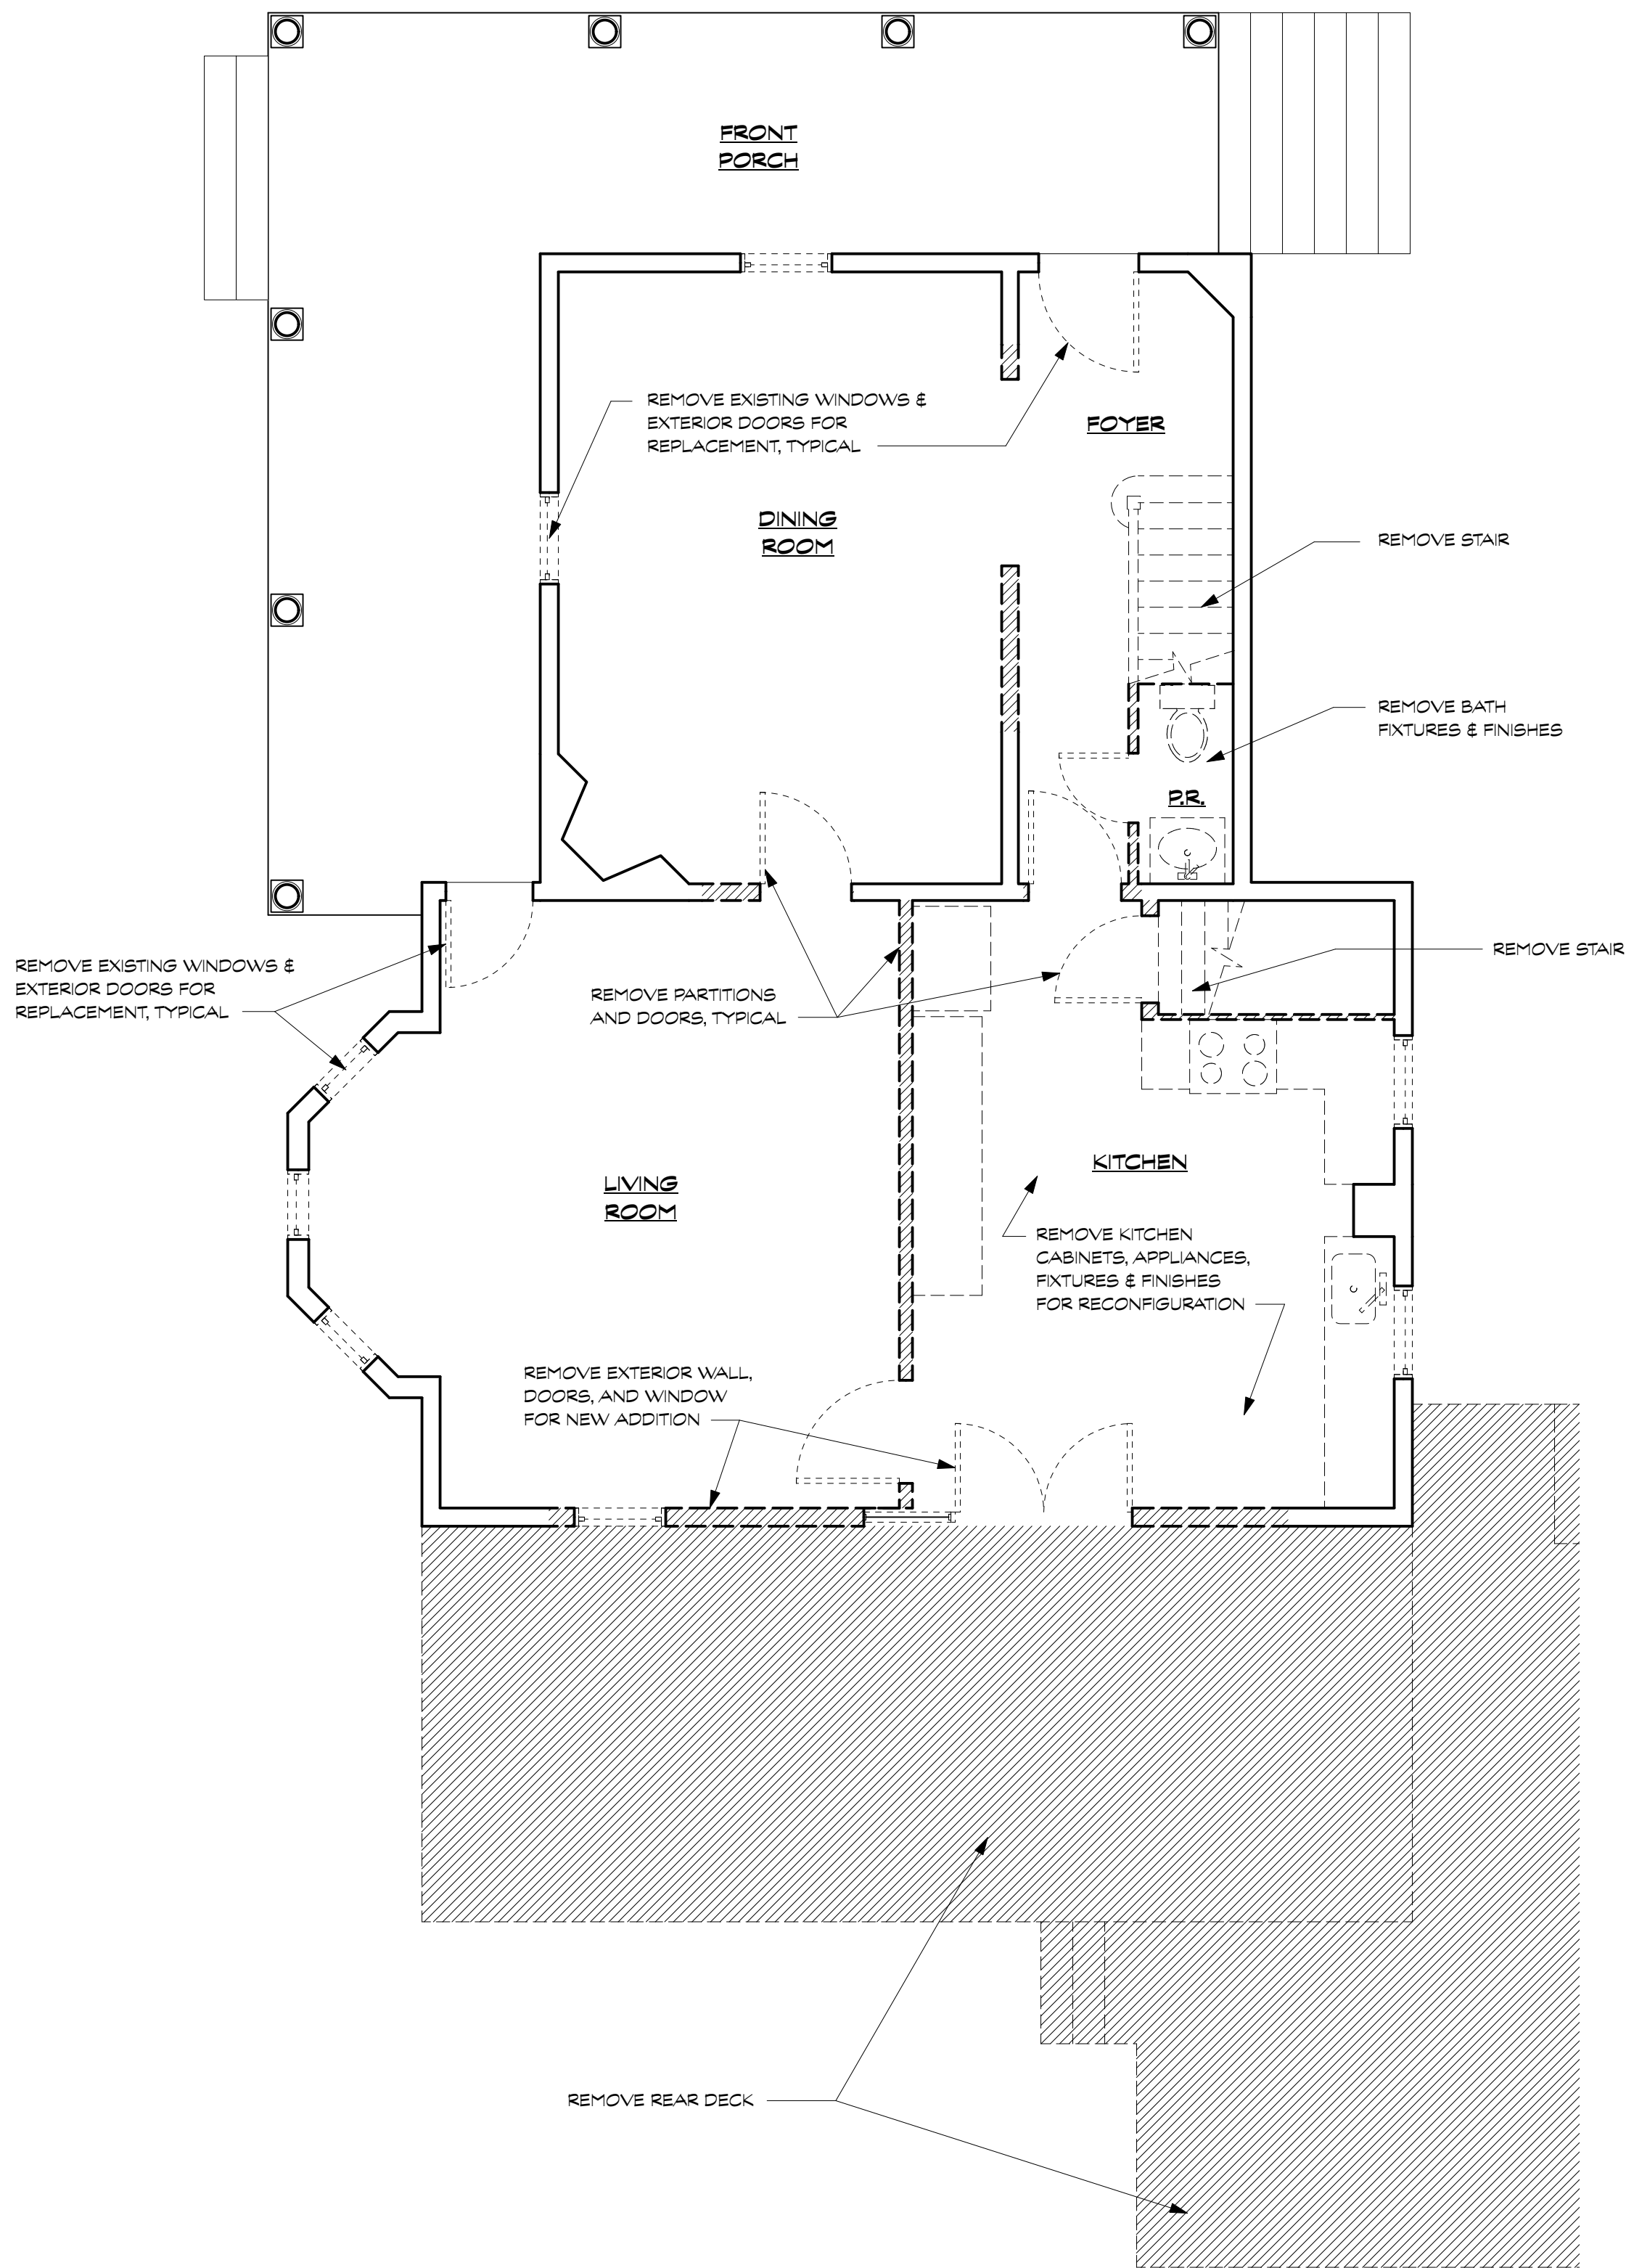 FRONT
PORCH
REMOVE EXISTING WINDOWS &
EXTERIOR DOORS FOR
REPLACEMENT, TYPICAL
FOYER
DINING
ROOM
REMOVE STAIR
REMOVE BATH
FIXTURES & FINISHES
P.R.
REMOVE STAIR
REMOVE EXISTING WINDOWS &
EXTERIOR DOORS FOR
REPLACEMENT, TYPICAL
REMOVE PARTITIONS
AND DOORS, TYPICAL
KITCHEN
LIVING
ROOM
REMOVE KITCHEN
CABINETS, APPLIANCES,
FIXTURES & FINISHES
FOR RECONFIGURATION
REMOVE EXTERIOR WALL,
DOORS, AND WINDOW
FOR NEW ADDITION
REMOVE REAR DECK